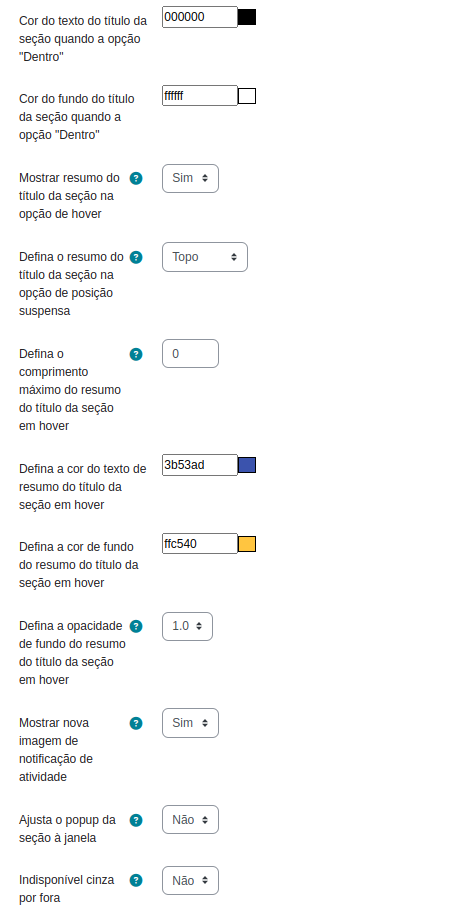 Cor do texto do título da
seção quando a opção
"Dentro"
000000
Cor do fundo do título
da seção quando a
opção "Dentro"
ffffff
Mostrar resumo do
título da seção na
opção de hover
?
Sim
Defina o resumo do
título da seção na
opção de posição
suspensa
?
Topo
Defina o
comprimento
máximo do resumo
do título da seção
em hover
?
0
Defina a cor do texto de
resumo do título da
seção em hover
3b53ad
Defina a cor de fundo
do resumo do título da
seção em hover
ffc540
Defina a opacidade
de fundo do resumo
do título da seção
em hover
?
1.0
Mostrar nova
imagem de
notificação de
atividade
?
Sim
Ajusta o popup da
seção à janela
?
Não
Indisponível cinza
por fora
?
Não